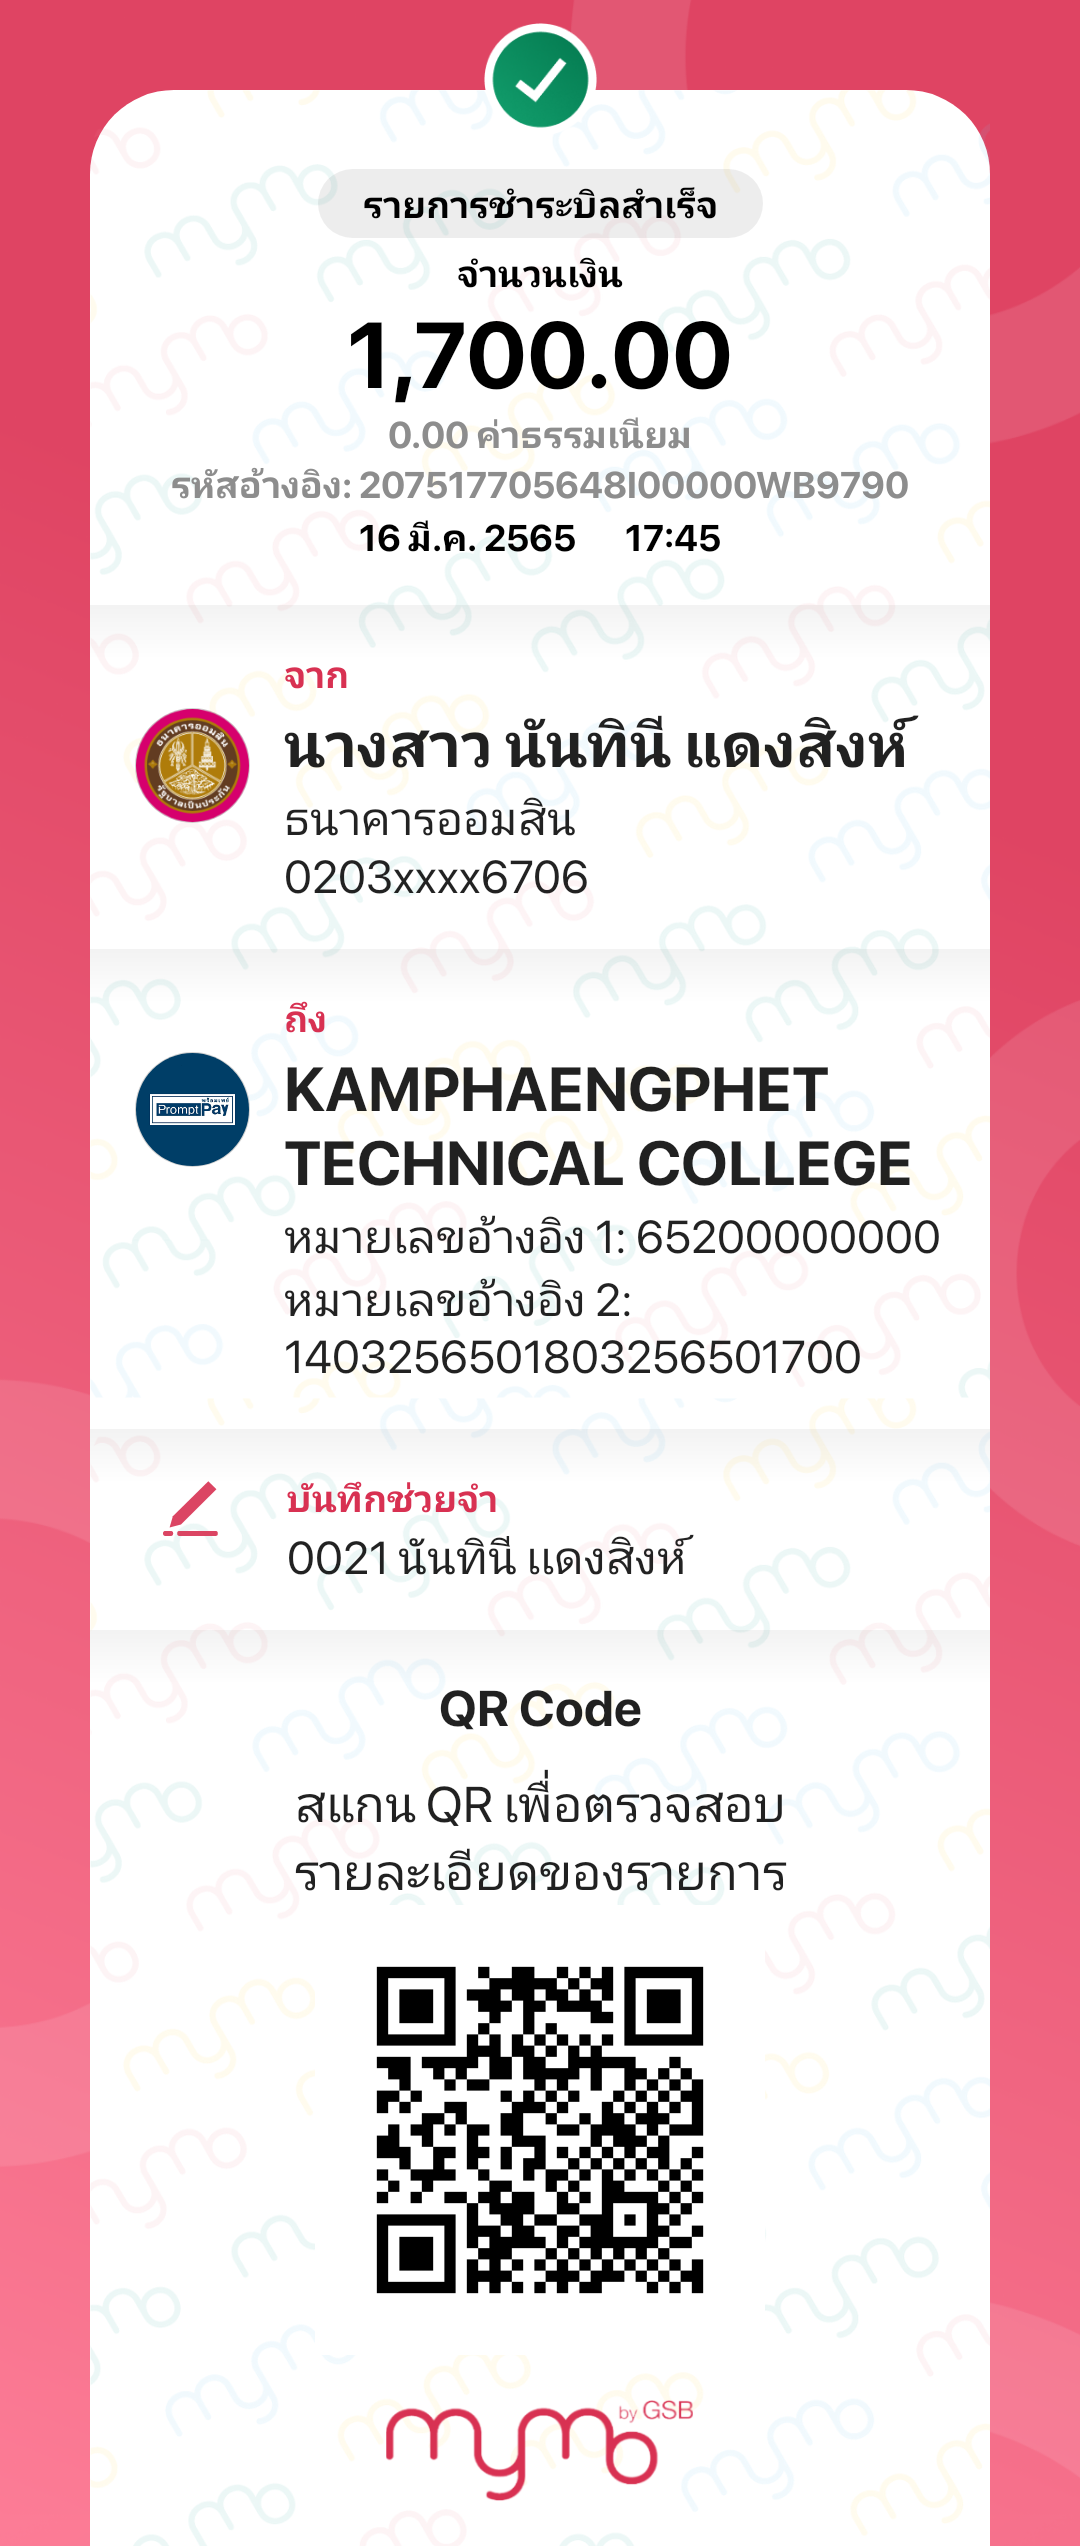 รายการชำระบิลสำเร็จ
จำนวนเงิน
1,700.00
0.00 ค่าธรรมเนียม
รหัสอ้างอิง: 207517705648I00000WB9790
16 มี.ค. 2565 17:45
จาก
นางสาว นันทินี แดงสิงห์
ธนาคารออมสิน
0203xxxx6706
ถึง
KAMPHAENGPHET
TECHNICAL COLLEGE
พร้อมเพย์
PromptPay
หมายเลขอ้างอิง 1: 65200000000
หมายเลขอ้างอิง 2:
1403256501803256501700
บันทึกช่วยจำ
0021 นันทินี แดงสิงห์
QR Code
สแกน QR เพื่อตรวจสอบ
รายละเอียดของรายการ
mymo by GSB